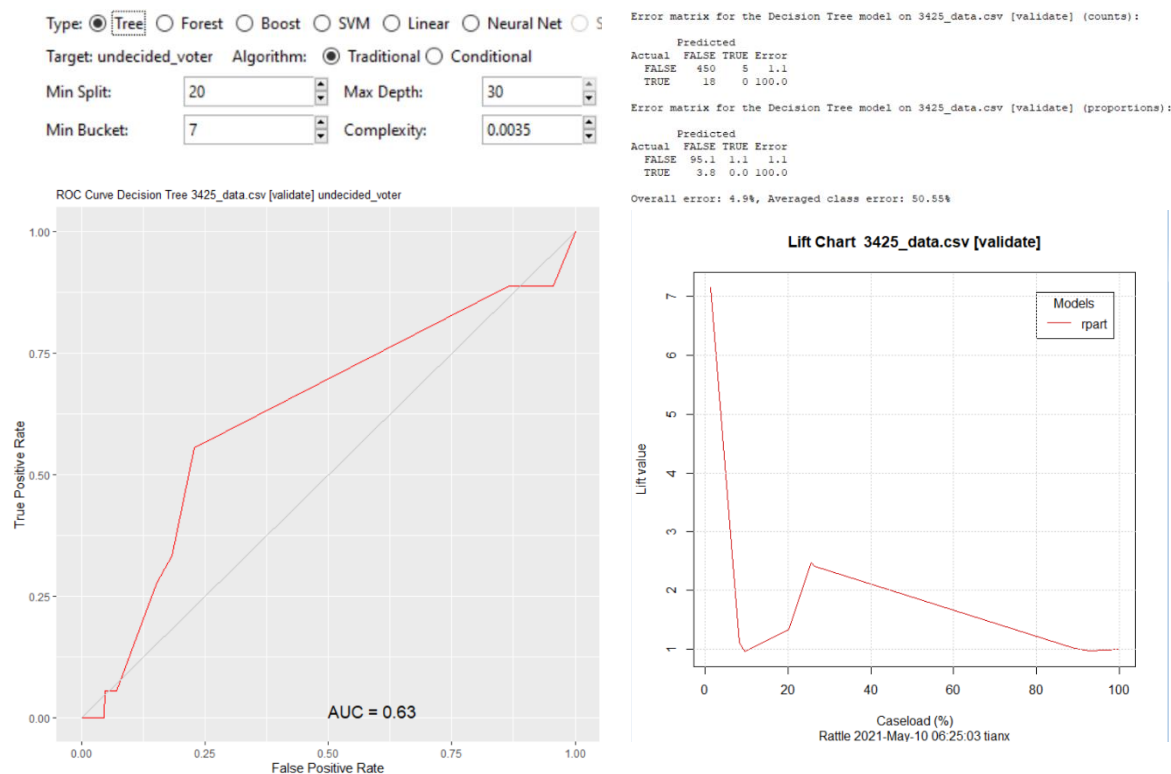 Type: Tree Forest Boost SVM Linear Neural Net S
Target: undecided_voter Algorithm: Traditional Conditional
Min Split: 20 Max Depth: 30
Min Bucket: 7 Complexity: 0.0035
ROC Curve Decision Tree 3425_data.csv [validate] undecided_voter
1.00
0.75
0.50
0.25
0.00
True Positive Rate
AUC = 0.63
0.00 0.25 0.50 0.75 1.00
False Positive Rate
Error matrix for the Decision Tree model on 3425_data.csv [validate] (counts):
Predicted
Actual FALSE TRUE Error
FALSE 450 5 1.1
TRUE 18 0 100.0
Error matrix for the Decision Tree model on 3425_data.csv [validate] (proportions):
Predicted
Actual FALSE TRUE Error
FALSE 95.1 1.1 1.1
TRUE 3.8 0.0 100.0
Overall error: 4.9%, Averaged class error: 50.55%
Lift Chart 3425_data.csv [validate]
Models
rpart
7
6
5
4
3
2
1
Lift value
0 20 40 60 80 100
Caseload (%)
Rattle 2021-May-10 06:25:03 tianx